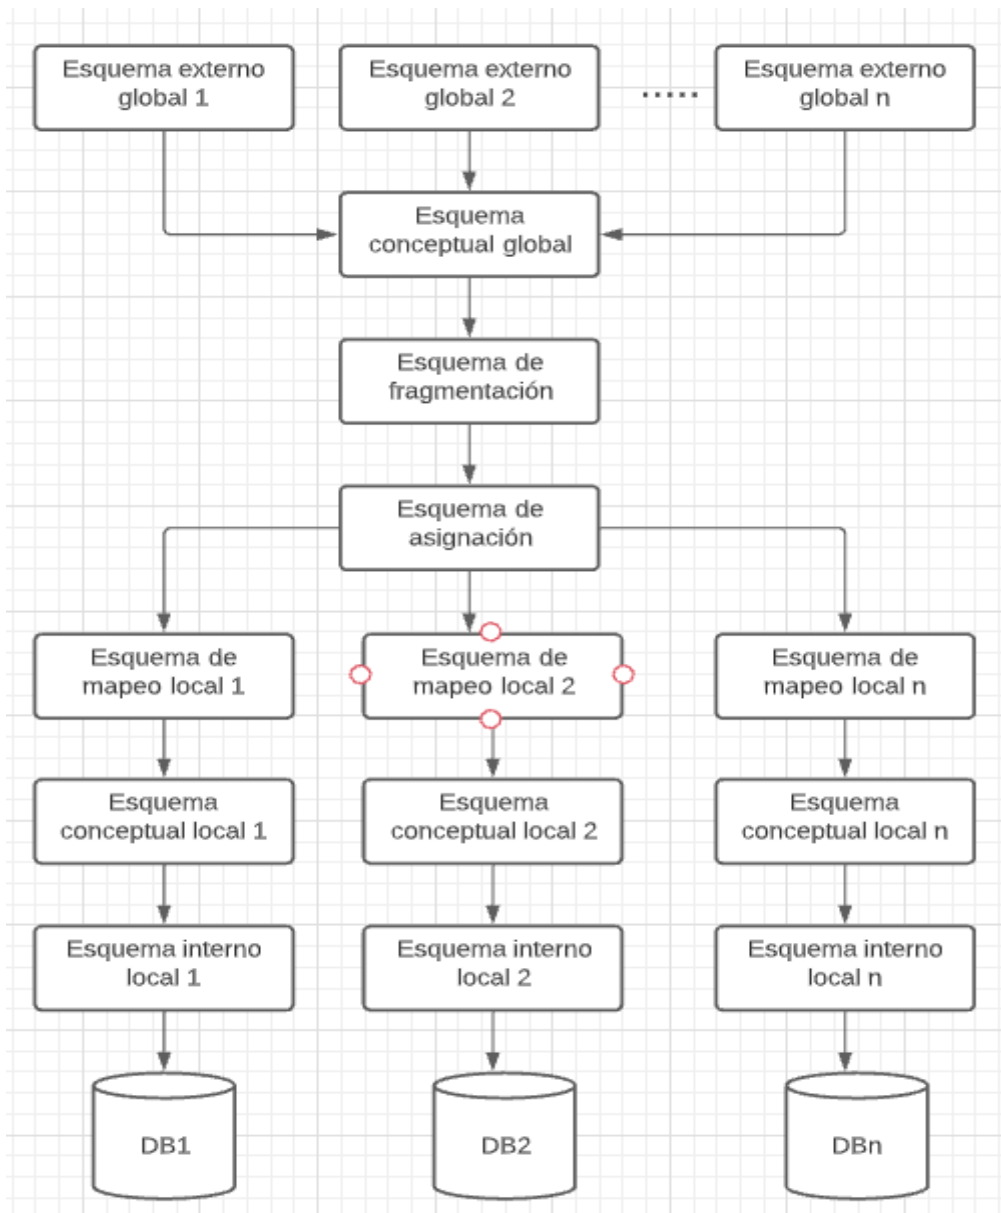 Esquema externo
global 1
Esquema externo
global 2
.....
Esquema externo
global n
Esquema
conceptual global
Esquema de
fragmentación
Esquema de
asignación
Esquema de
mapeo local 1
Esquema de
mapeo local 2
Esquema de
mapeo local n
Esquema
conceptual local 1
Esquema
conceptual local 2
Esquema
conceptual local n
Esquema interno
local 1
Esquema interno
local 2
Esquema interno
local n
DB1
DB2
DBn